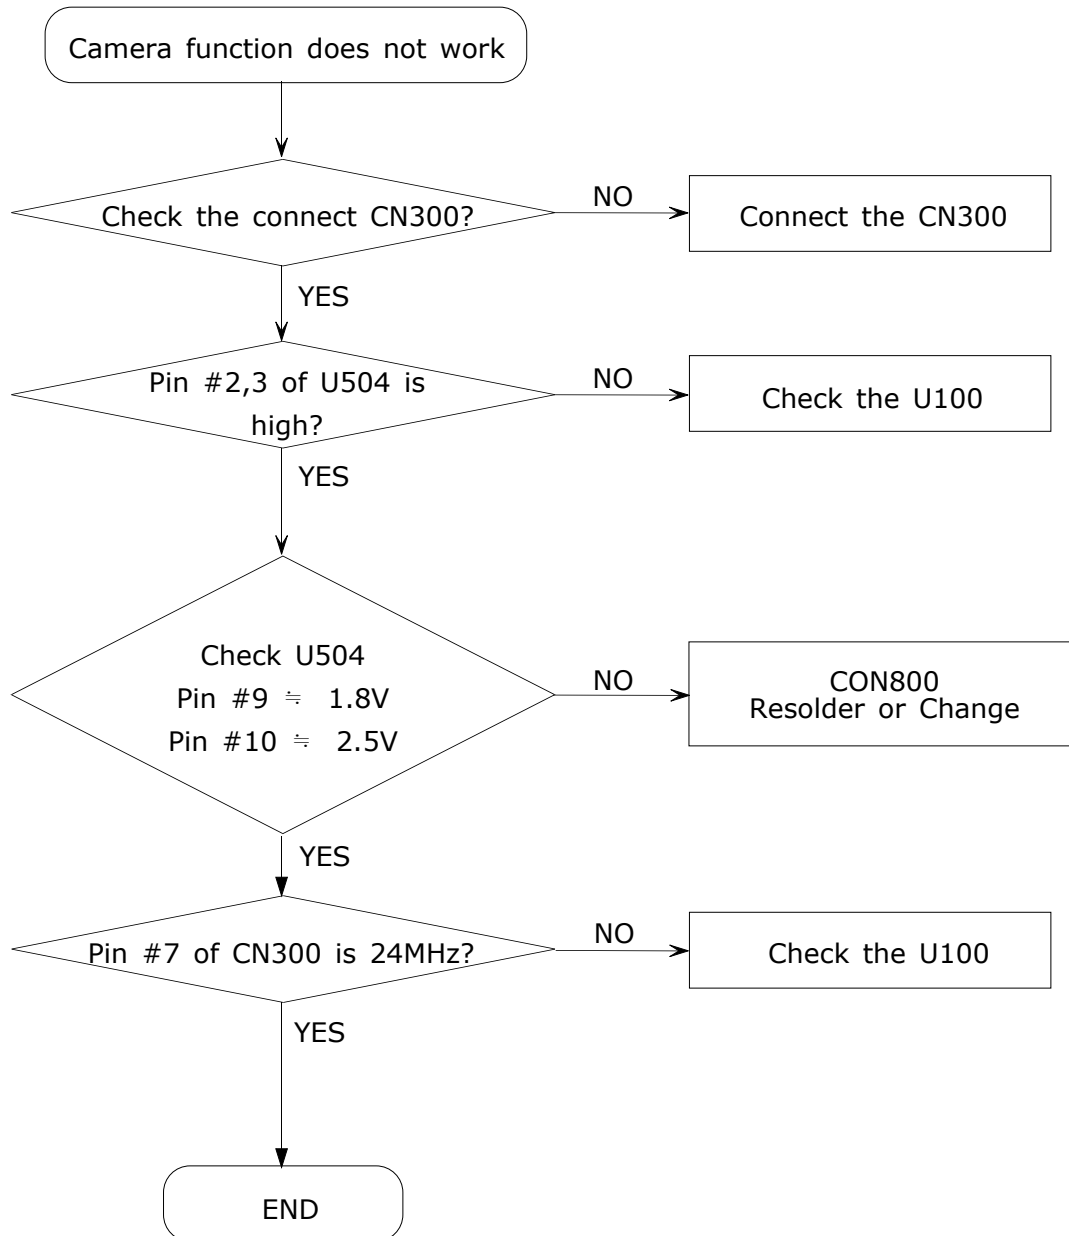 Camera function does not work
Check the connect CN300?
NO
Connect the CN300
YES
Pin #2,3 of U504 is
high?
NO
Check the U100
YES
Check U504
Pin #9 ≒ 1.8V
Pin #10 ≒ 2.5V
NO
CON800
Resolder or Change
YES
Pin #7 of CN300 is 24MHz?
NO
Check the U100
YES
END